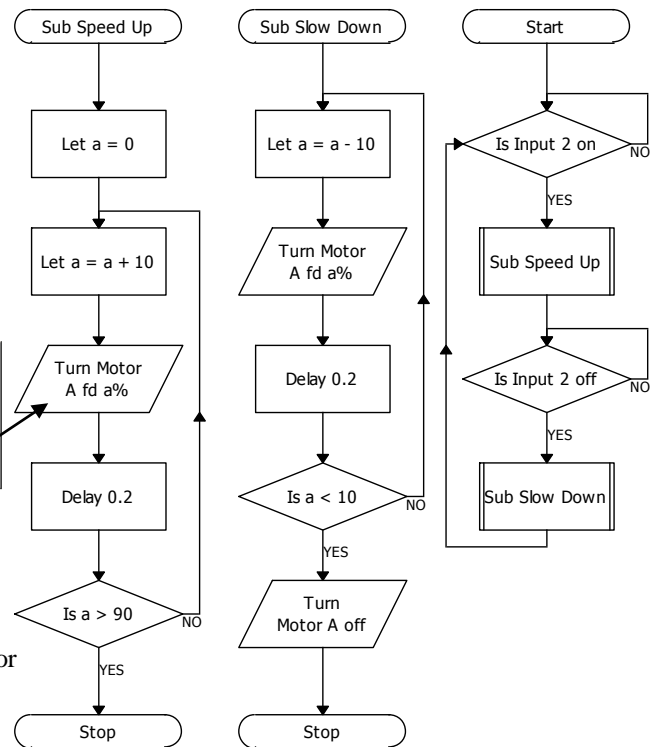 Sub Speed Up
Let a = 0
Let a = a + 10
Turn Motor
A fd a%
Delay 0.2
Is a > 90
NO
YES
Stop
or
Sub Slow Down
Let a = a - 10
Turn Motor
A fd a%
Delay 0.2
Is a < 10
NO
YES
Turn
Motor A off
Stop
Start
Is Input 2 on
NO
YES
Sub Speed Up
Is Input 2 off
NO
YES
Sub Slow Down